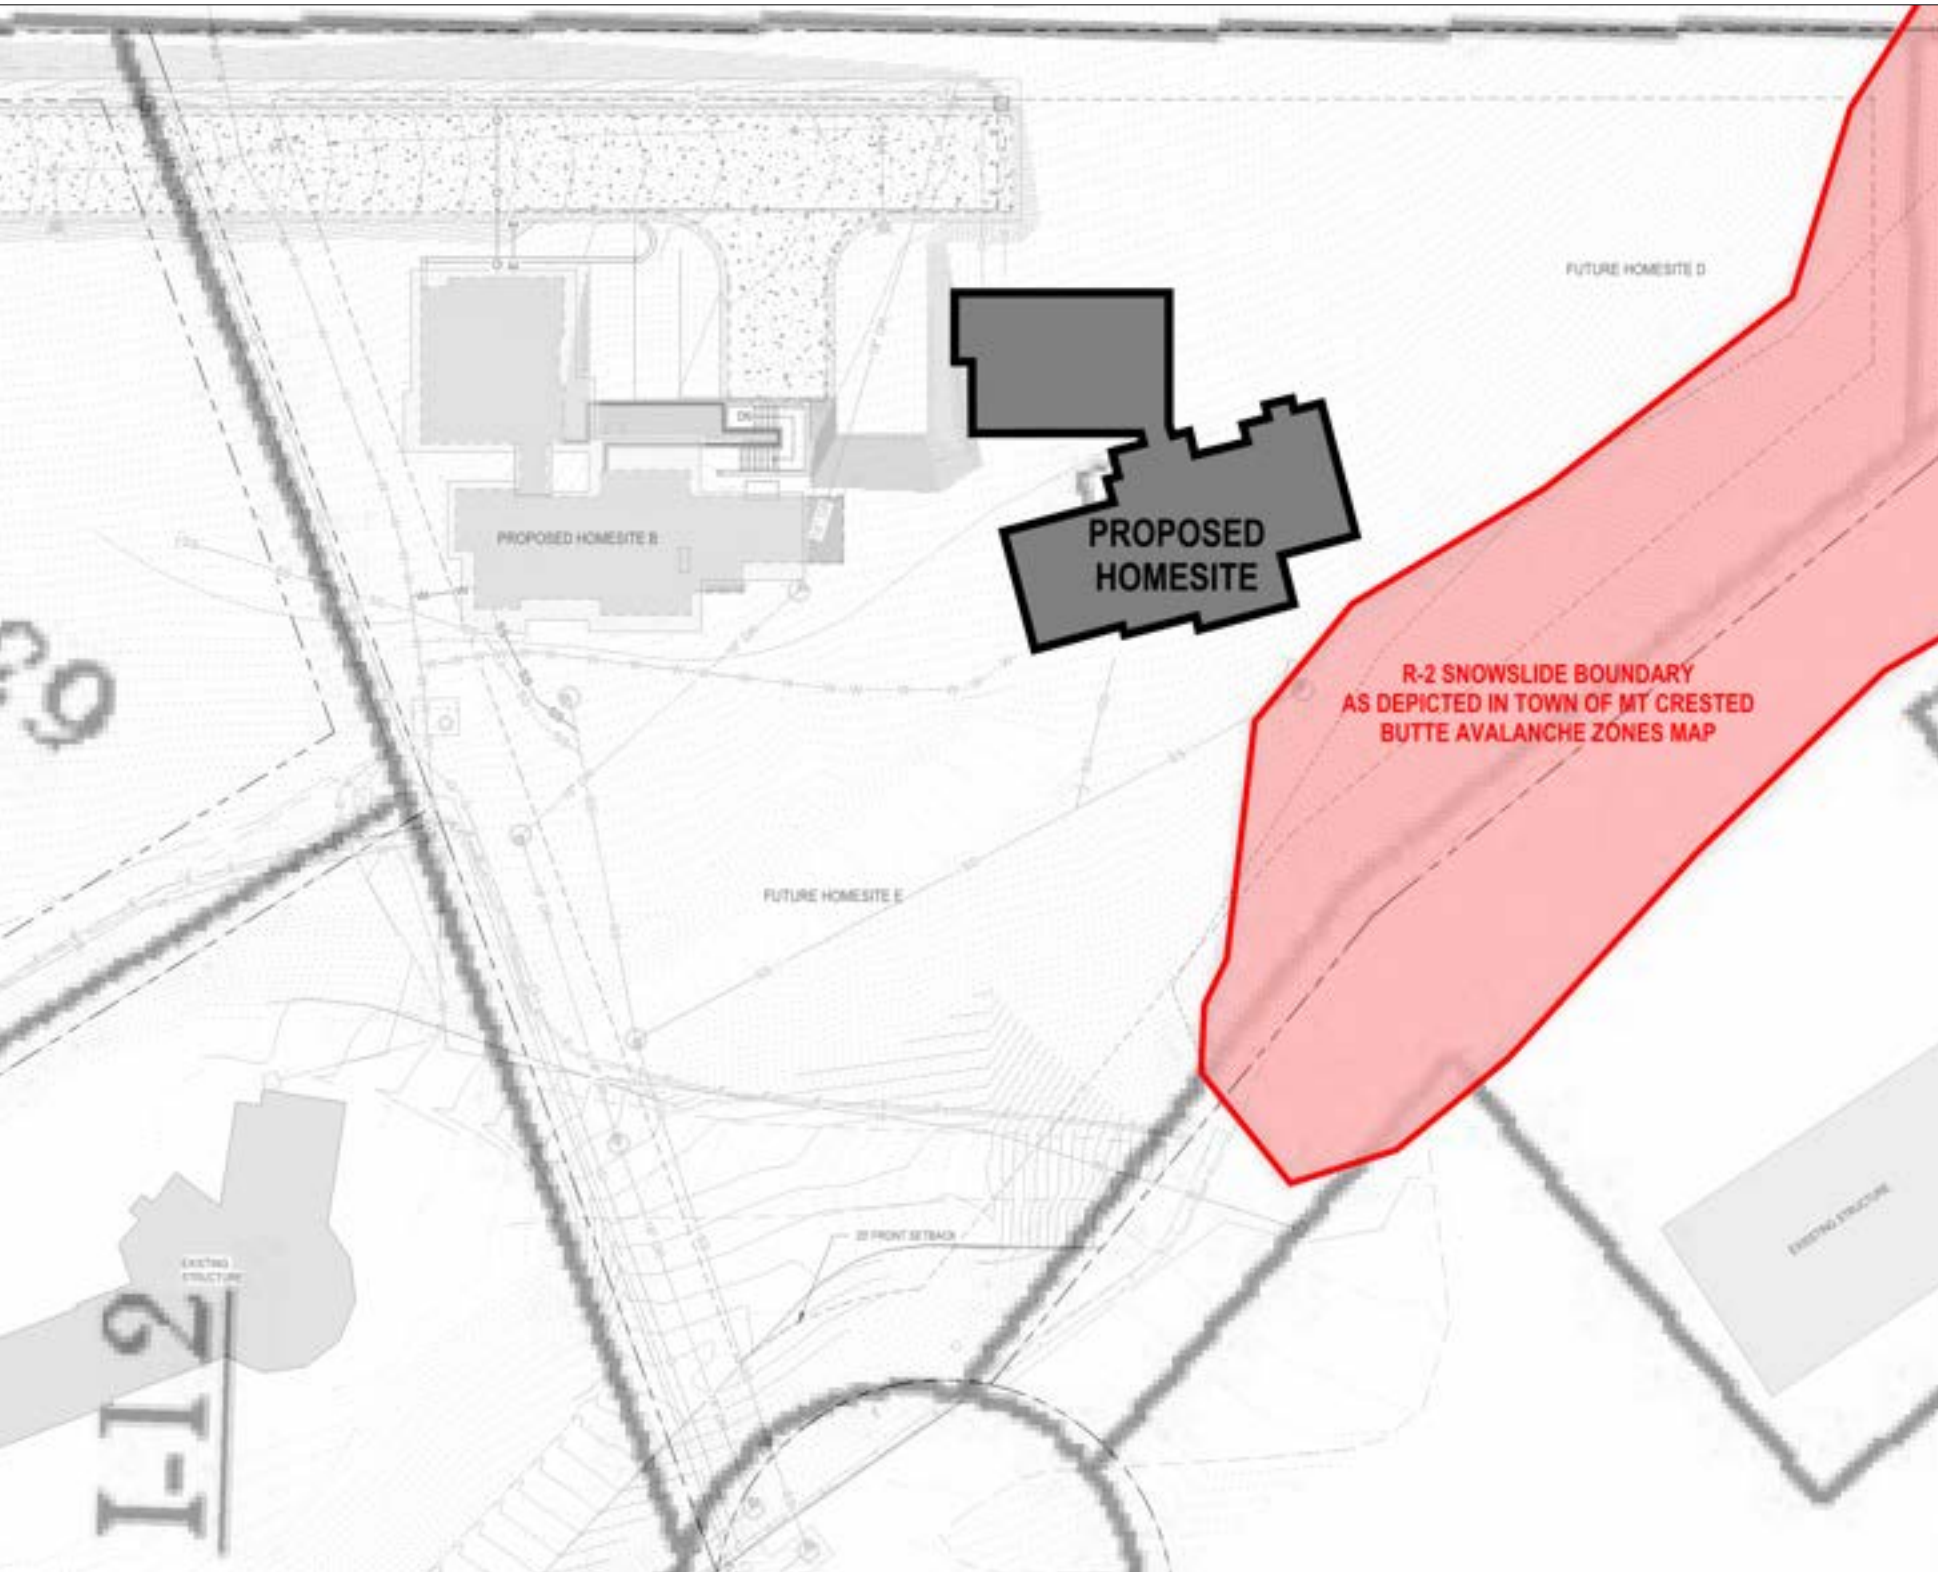 FUTURE HOMESITE D
PROPOSED HOMESITE B
PROPOSED
HOMESITE
R-2 SNOWSLIDE BOUNDARY
AS DEPICTED IN TOWN OF MT CRESTED
BUTTE AVALANCHE ZONES MAP
FUTURE HOMESITE E
FRONT SETBACK
EXISTING
STRUCTURE
EXISTING STRUCTURE
I-12